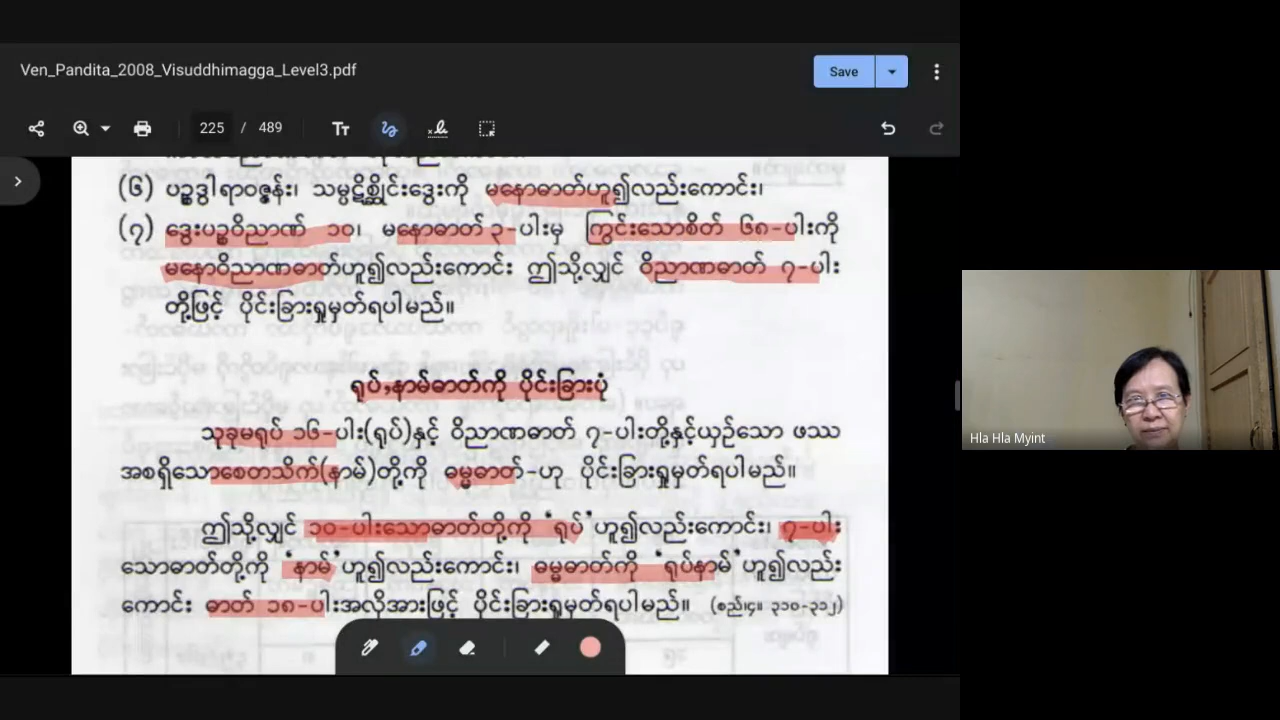 Ven_Pandita_2008_Visuddhimagga_Level3.pdf
Save
225 / 489
(၆) ပဉ္စဒွါရာဝဇ္ဇန်း၊ သမ္ပဋိစ္ဆိုင်းဒွေးကို မနောဓာတ်ဟူ၍လည်းကောင်း၊
(၇) ဒွေးပဉ္စဝိညာဏ် ၁၀၊ မနောဓာတ် ၃-ပါးမှ ကြွင်းသောစိတ် ၆၈-ပါးကို
မနောဝိညာဏဓာတ်ဟူ၍လည်းကောင်း ဤသို့လျှင် ဝိညာဏဓာတ် ၇-ပါး
တို့ဖြင့် ပိုင်းခြားရှုမှတ်ရပါမည်။
ရုပ်,နာမ်ဓာတ်ကို ပိုင်းခြားပုံ
သုခုမရုပ် ၁၆-ပါး(ရုပ်)နှင့် ဝိညာဏဓာတ် ၇-ပါးတို့နှင့်ယှဉ်သော ဖဿ
အစရှိသောစေတသိက်(နာမ်)တို့ကို ဓမ္မဓာတ်-ဟု ပိုင်းခြားရှုမှတ်ရပါမည်။
ဤသို့လျှင် ၁၀-ပါးသောဓာတ်တို့ကို 'ရုပ်'ဟူ၍လည်းကောင်း၊ ၇-ပါး
သောဓာတ်တို့ကို 'နာမ်'ဟူ၍လည်းကောင်း၊ ဓမ္မဓာတ်ကို 'ရုပ်နာမ်'ဟူ၍လည်း
ကောင်း ဓာတ် ၁၈-ပါးအလိုအားဖြင့် ပိုင်းခြားရှုမှတ်ရပါမည်။ (စည်၊၄။ ၃၁၀-၃၁၂)
Hla Hla Myint